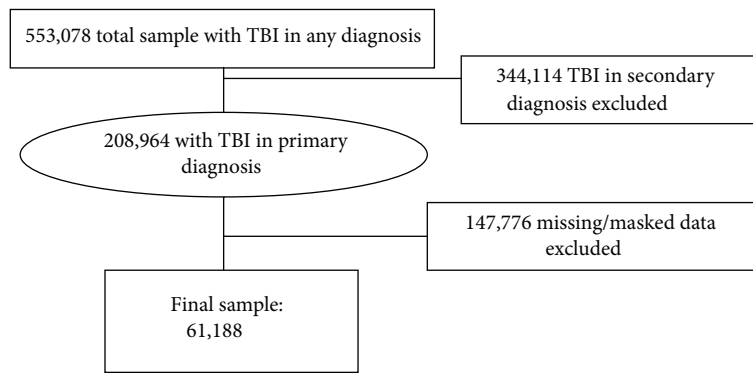 553,078 total sample with TBI in any diagnosis
344,114 TBI in secondary
diagnosis excluded
208,964 with TBI in primary
diagnosis
147,776 missing/masked data
excluded
Final sample:
61,188